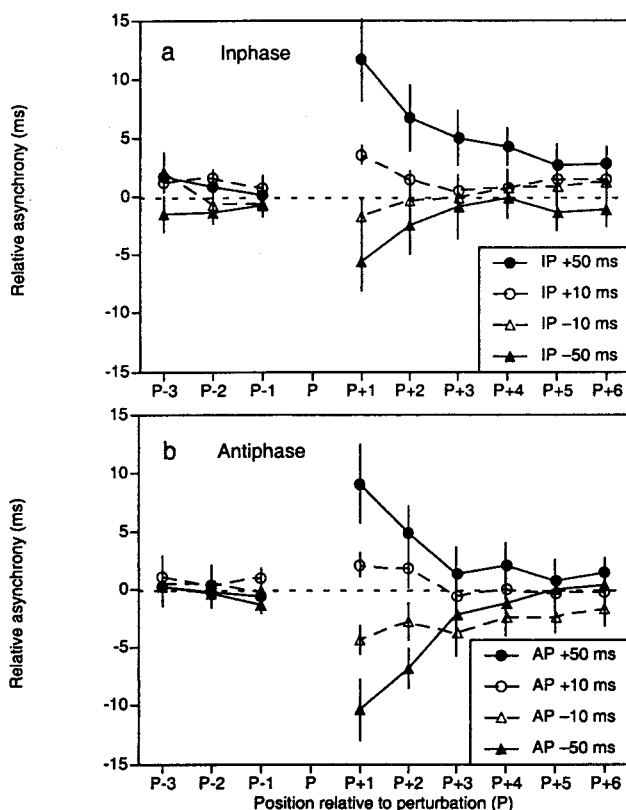 a Inphase
15
10
5
0
-5
-10
-15
Relative asynchrony (ms)
IP +50 ms
IP +10 ms
IP −10 ms
IP −50 ms
P-3 P-2 P-1 P P+1 P+2 P+3 P+4 P+5 P+6
b Antiphase
15
10
5
0
-5
-10
-15
Relative asynchrony (ms)
AP +50 ms
AP +10 ms
AP −10 ms
AP −50 ms
P-3 P-2 P-1 P P+1 P+2 P+3 P+4 P+5 P+6
Position relative to perturbation (P)